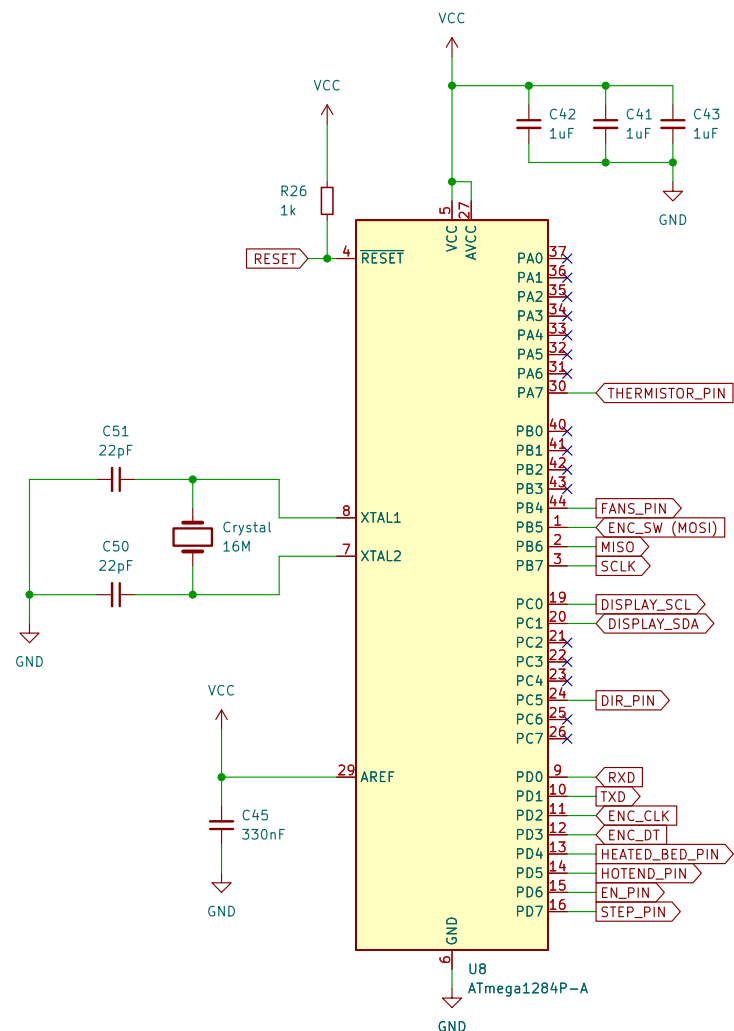 VCC
VCC
C42
1uF
C41
1uF
C43
1uF
GND
R26
1k
RESET
4
RESET
5
VCC
27
AVCC
PA0
37
PA1
36
PA2
35
PA3
34
PA4
33
PA5
32
PA6
31
PA7
30
THERMISTOR_PIN
PB0
40
PB1
41
PB2
42
PB3
43
PB4
44
FANS_PIN
PB5
1
ENC_SW (MOSI)
PB6
2
MISO
PB7
3
SCLK
C51
22pF
Crystal
16M
C50
22pF
GND
8
XTAL1
7
XTAL2
PC0
19
DISPLAY_SCL
PC1
20
DISPLAY_SDA
PC2
21
PC3
22
PC4
23
PC5
24
DIR_PIN
PC6
25
PC7
26
VCC
29
AREF
C45
330nF
GND
PD0
9
RXD
PD1
10
TXD
PD2
11
ENC_CLK
PD3
12
ENC_DT
PD4
13
HEATED_BED_PIN
PD5
14
HOTEND_PIN
PD6
15
EN_PIN
PD7
16
STEP_PIN
GND
6
U8
ATmega1284P-A
GND